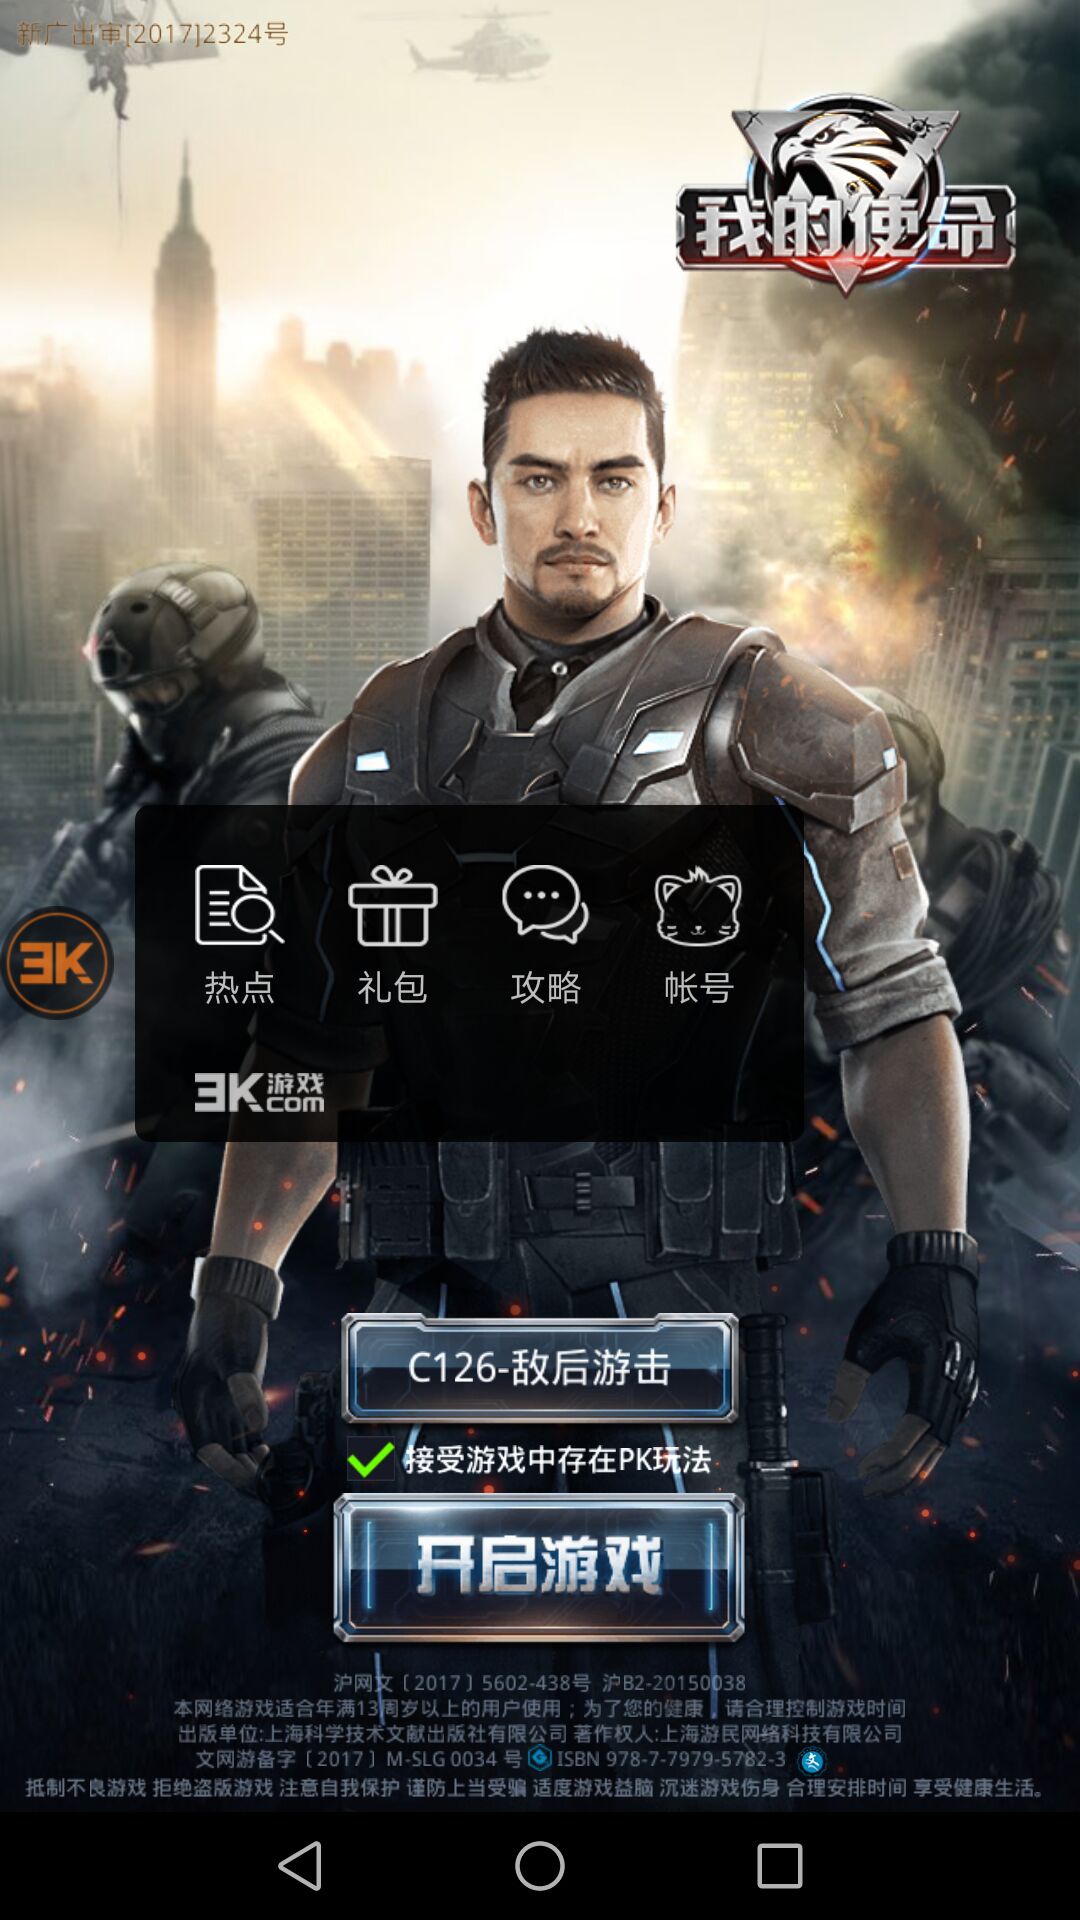 新广出审[2017]2324号
我的使命
3K
热点 礼包 攻略 帐号
3K游戏
com
C126-敌后游击
接受游戏中存在PK玩法
开启游戏
沪网文〔2017〕5602-438号 沪B2-20150038
本网络游戏适合年满13周岁以上的用户使用；为了您的健康，请合理控制游戏时间
出版单位:上海科学技术文献出版社有限公司 著作权人:上海游民网络科技有限公司
文网游备字〔2017〕M-SLG 0034 号 ISBN 978-7-7979-5782-3
抵制不良游戏 拒绝盗版游戏 注意自我保护 谨防上当受骗 适度游戏益脑 沉迷游戏伤身 合理安排时间 享受健康生活。